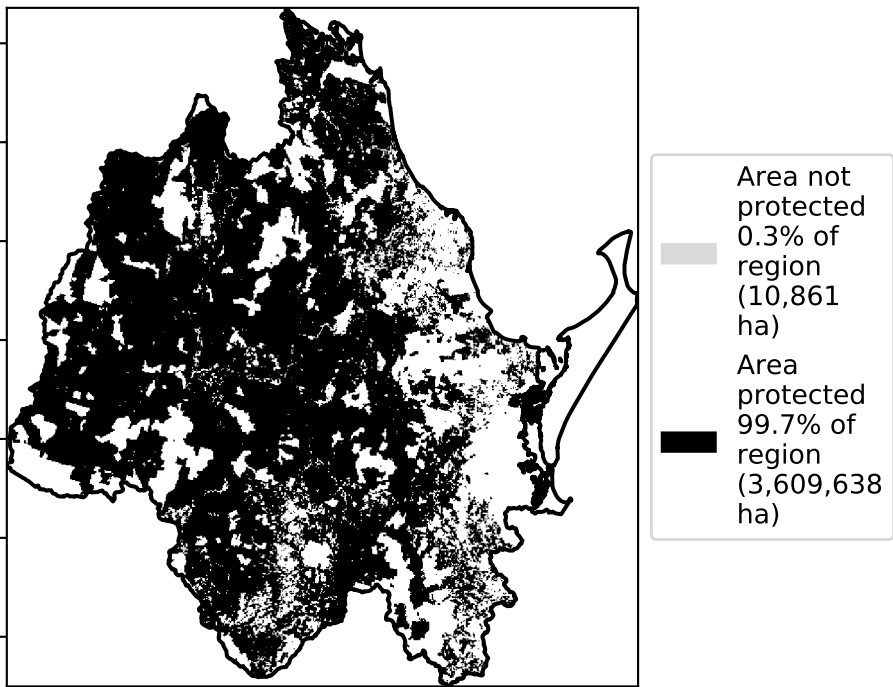 Area not
protected
0.3% of
region
(10,861
ha)
Area
protected
99.7% of
region
(3,609,638
ha)